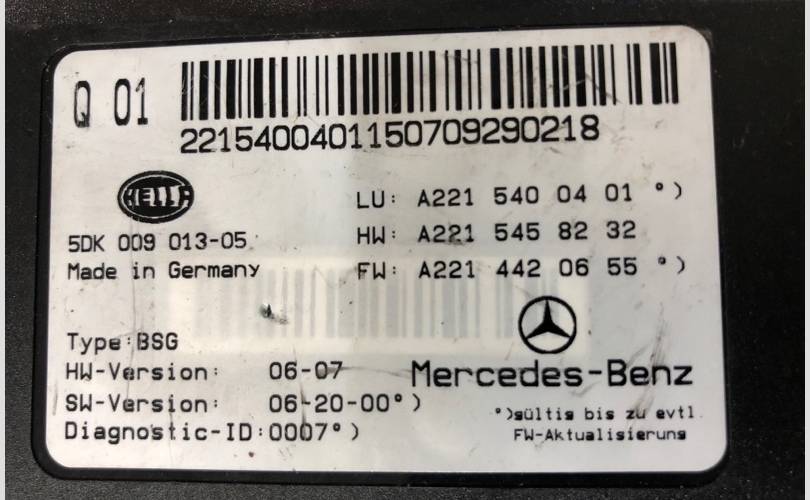 Q 01
2215400401150709290218
HELLA
LU: A221 540 04 01 °)
5DK 009 013-05
HW: A221 545 82 32
Made in Germany
FW: A221 442 06 55 °)
Type:BSG
HW-Version: 06-07
Mercedes-Benz
SW-Version: 06-20-00°)
°)gültig bis zu evtl.
Diagnostic-ID:0007°)
FW-Aktualisierung